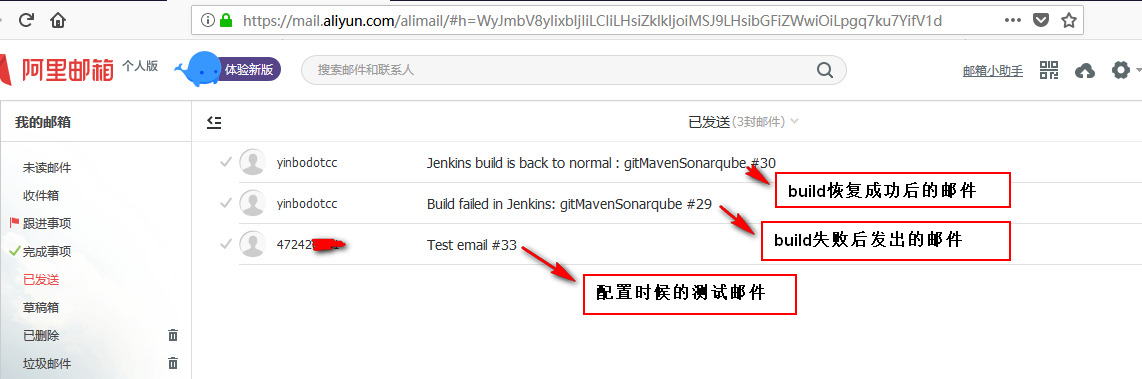 https://mail.aliyun.com/alimail/#h=WyJmbV8yIixbIjIiLCIiLHsiZklkIjoiMSJ9LHsibGFiZWwiOiLpgq7ku7YifV1d
阿里邮箱 个人版 体验新版 搜索邮件和联系人 邮箱小助手
我的邮箱 已发送 (3封邮件)
未读邮件 yinbodotcc Jenkins build is back to normal : gitMavenSonarqube #30
build恢复成功后的邮件
收件箱 yinbodotcc Build failed in Jenkins: gitMavenSonarqube #29
跟进事项
build失败后发出的邮件
完成事项 4724 Test email #33
已发送
配置时候的测试邮件
草稿箱
已删除
垃圾邮件